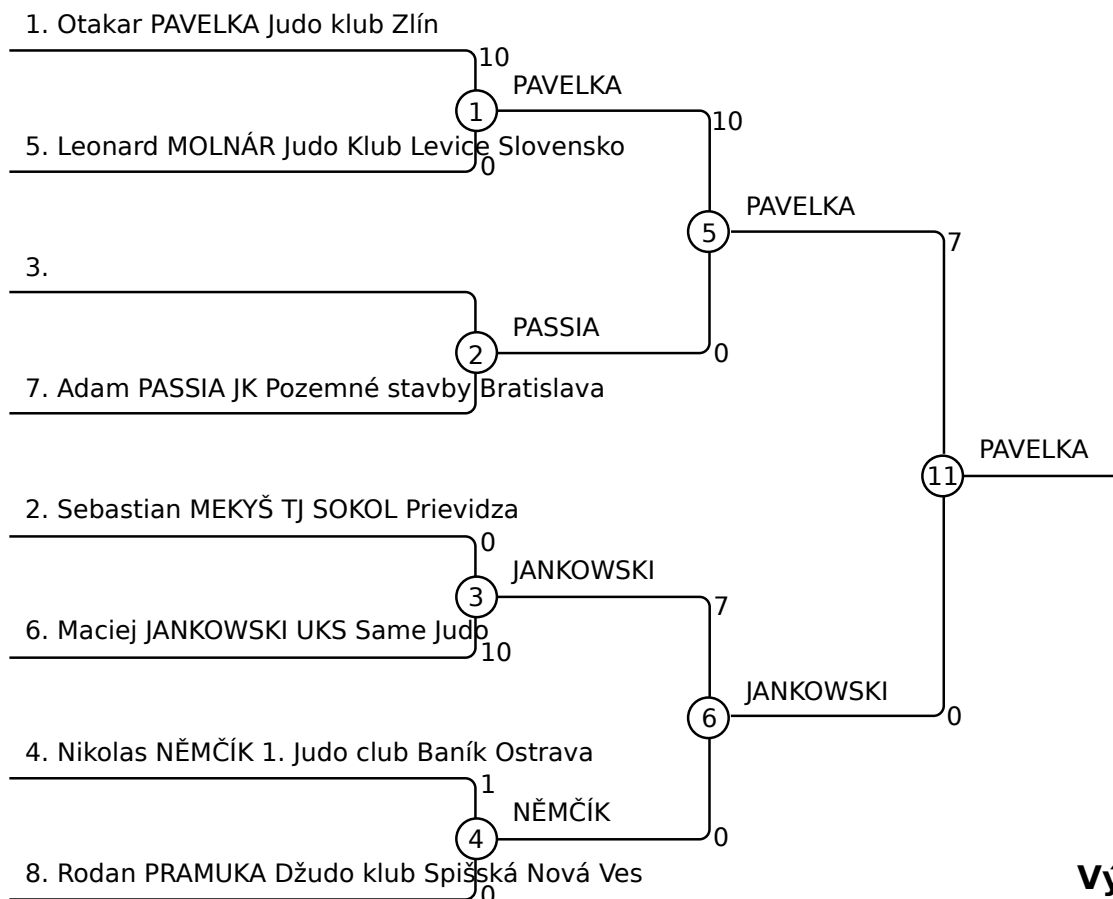 1. Otakar PAVELKA Judo klub Zlín
10
PAVELKA
1
10
5. Leonard MOLNÁR Judo Klub Levice Slovensko
0
PAVELKA
5
7
3.
PASSIA
2
0
7. Adam PASSIA JK Pozemné stavby Bratislava
PAVELKA
11
2. Sebastian MEKYŠ TJ SOKOL Prievidza
0
JANKOWSKI
3
7
6. Maciej JANKOWSKI UKS Same Judo
10
JANKOWSKI
6
0
4. Nikolas NĚMČÍK 1. Judo club Baník Ostrava
1
NĚMČÍK
4
0
8. Rodan PRAMUKA Džudo klub Spišská Nová Ves
0